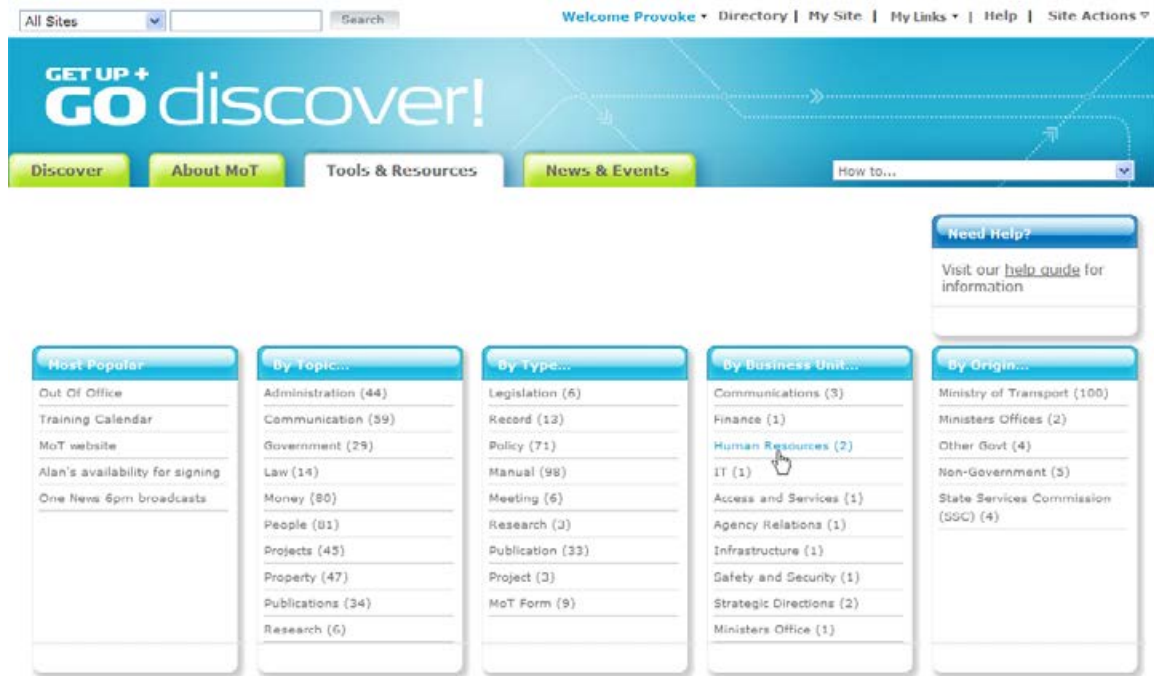 All Sites Search Welcome Provoke Directory | My Site | My Links | Help | Site Actions
GET UP +
GO discover!
Discover About MoT Tools & Resources News & Events How to...
Need Help?
Visit our help guide for
information
Most Popular
Out Of Office
Training Calendar
MoT website
Alan's availability for signing
One News 6pm broadcasts
By Topic...
Administration (44)
Communication (59)
Government (29)
Law (14)
Money (80)
People (81)
Projects (45)
Property (47)
Publications (34)
Research (6)
By Type...
Legislation (6)
Record (13)
Policy (71)
Manual (98)
Meeting (6)
Research (3)
Publication (33)
Project (3)
MoT Form (9)
By Business Unit...
Communications (3)
Finance (1)
Human Resources (2)
IT (1)
Access and Services (1)
Agency Relations (1)
Infrastructure (1)
Safety and Security (1)
Strategic Directions (2)
Ministers Office (1)
By Origin...
Ministry of Transport (100)
Ministers Offices (2)
Other Govt (4)
Non-Government (5)
State Services Commission
(SSC) (4)